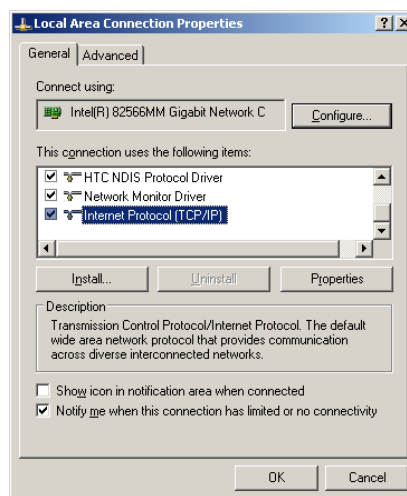 Local Area Connection Properties
General
Advanced
Connect using:
Intel(R) 82566MM Gigabit Network C
Configure...
This connection uses the following items:
HTC NDIS Protocol Driver
Network Monitor Driver
Internet Protocol (TCP/IP)
Install...
Uninstall
Properties
Description
Transmission Control Protocol/Internet Protocol. The default
wide area network protocol that provides communication
across diverse interconnected networks.
Show icon in notification area when connected
Notify me when this connection has limited or no connectivity
OK
Cancel